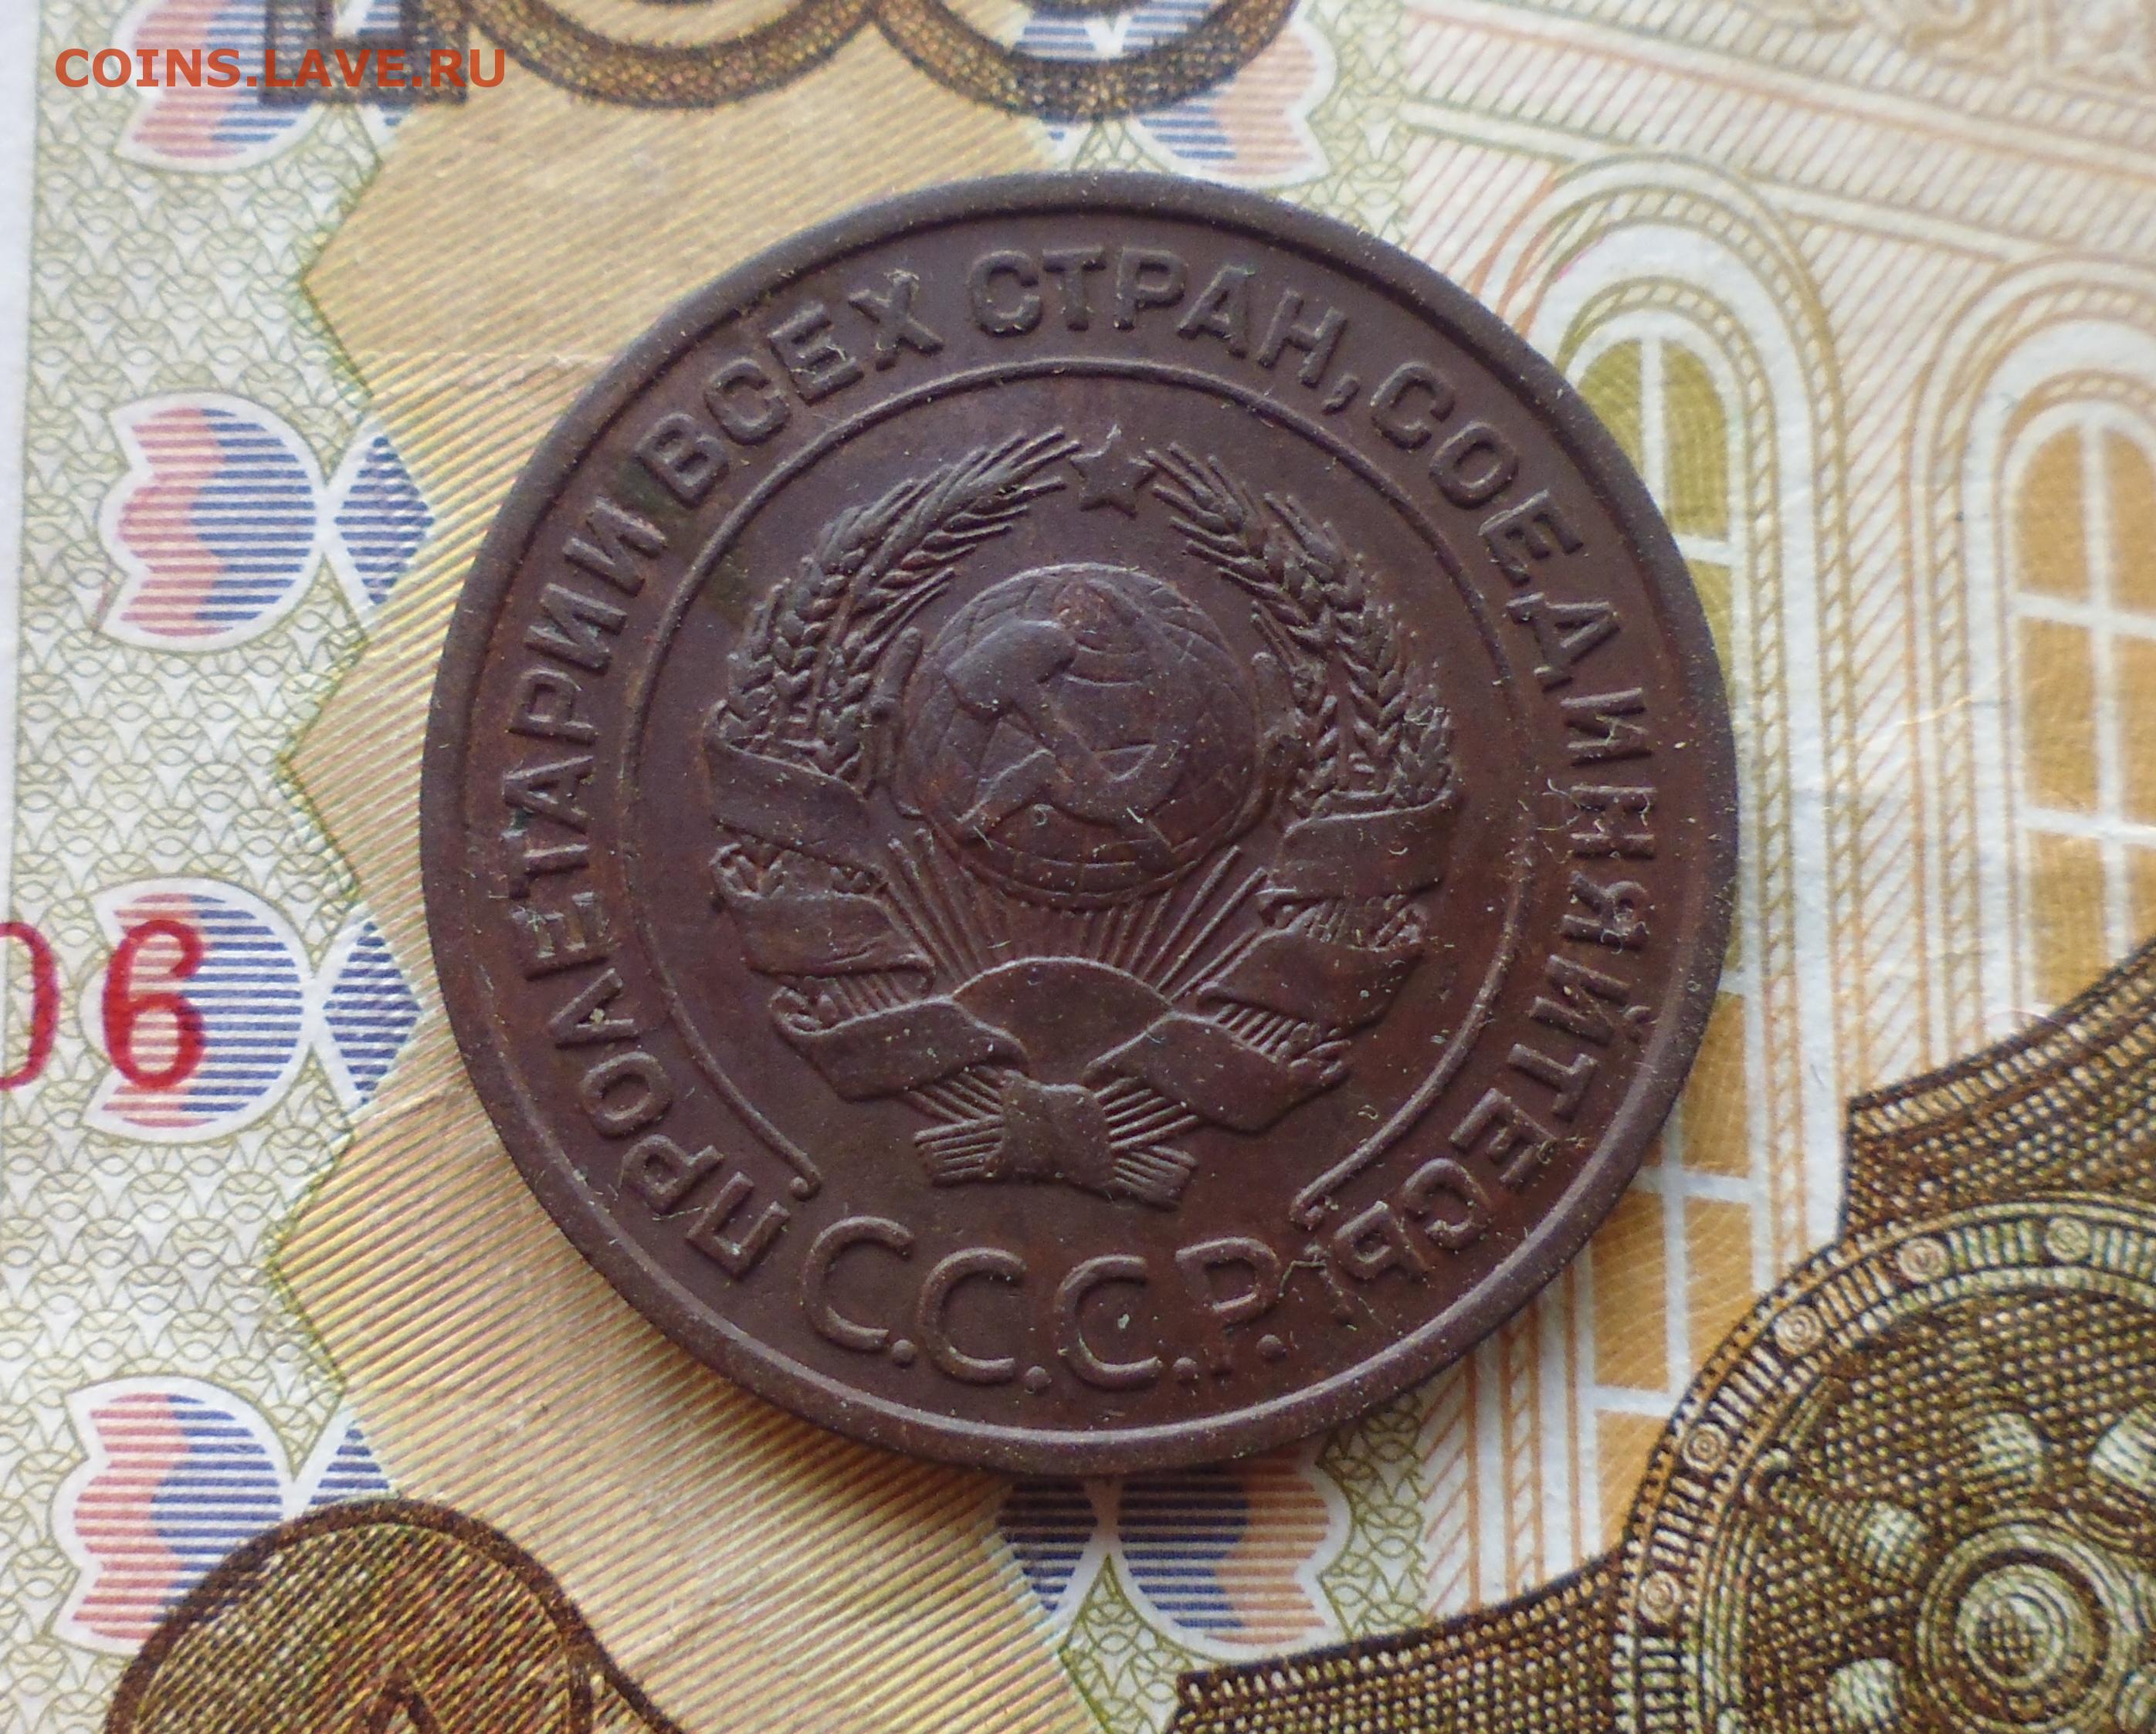 COINS.LAVE.RU
ПРОЛЕТАРИИ ВСЕХ СТРАН, СОЕДИНЯЙТЕСЬ!
С.С.С.Р.
06